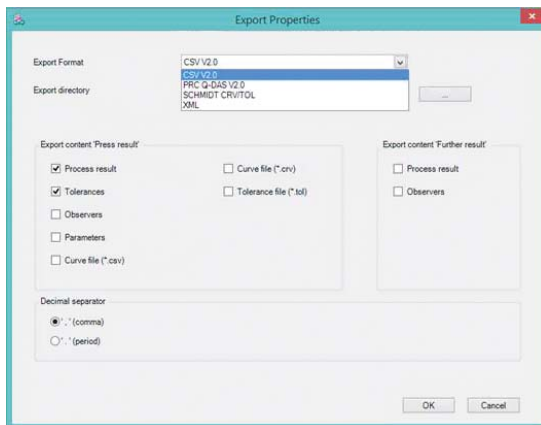 Export Properties
Export Format
CSV V2.0
CSV V2.0
PRC Q-DAS V2.0
SCHMIDT CRV/TOL
XML
Export directory
...
Export content 'Press result'
Process result
Curve file (*.crv)
Tolerances
Tolerance file (*.tol)
Observers
Parameters
Curve file (*.csv)
Export content 'Further result'
Process result
Observers
Decimal separator
' , ' (comma)
' . ' (period)
OK
Cancel